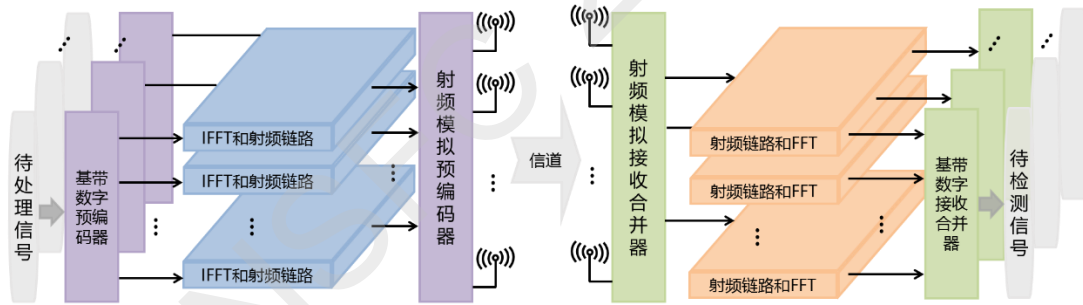 待处理信号
基带
数字
预编
码器
IFFT和射频链路
IFFT和射频链路
IFFT和射频链路
射频模拟预编码器
信道
射频模拟接收合并器
射频链路和FFT
射频链路和FFT
射频链路和FFT
基带
数字
接收
合并
器
待检测信号